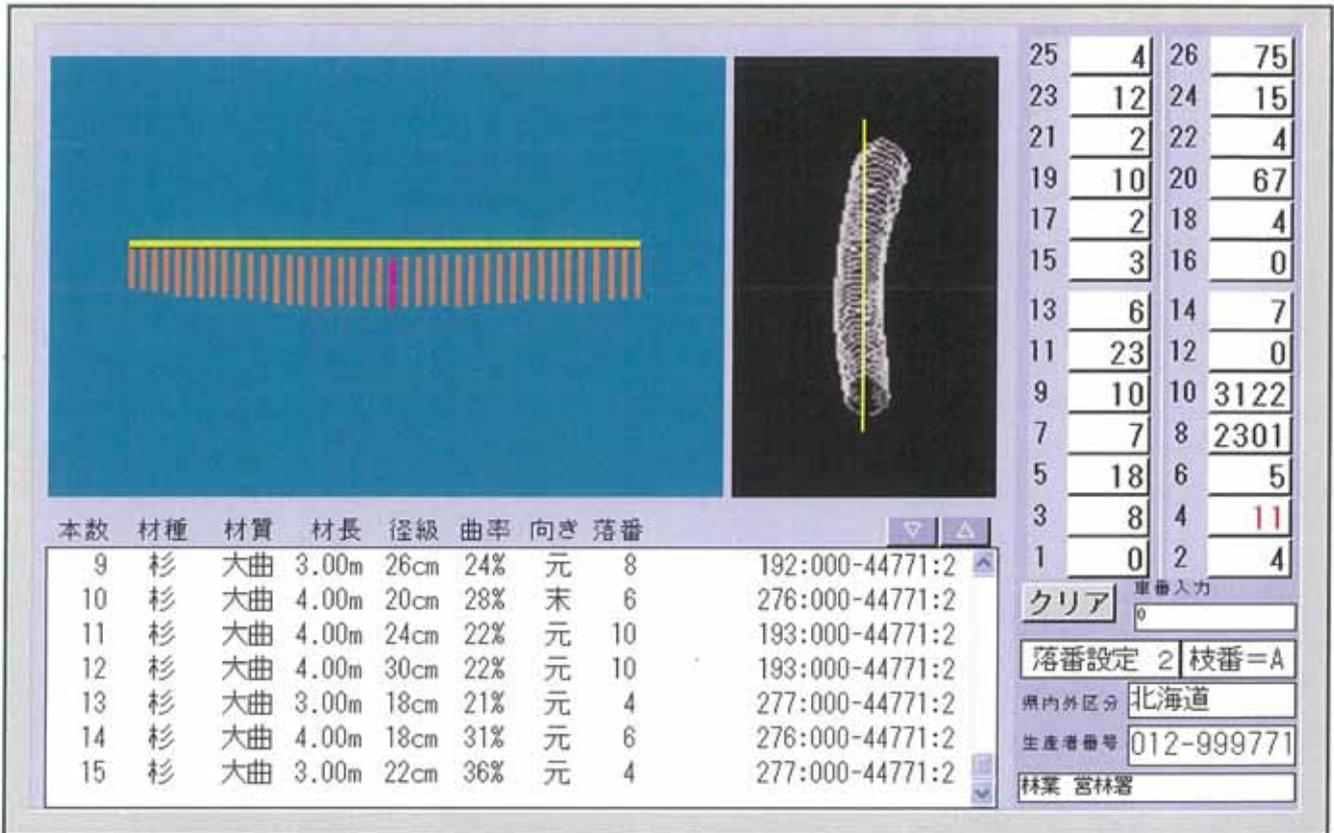 25 4 26 75
23 12 24 15
21 2 22 4
19 10 20 67
17 2 18 4
15 3 16 0
13 6 14 7
11 23 12 0
9 10 10 3122
7 7 8 2301
5 18 6 5
3 8 4 11
1 0 2 4
クリア 車番入力
0
落番設定 2 枝番=A
県内外区分 北海道
生産者番号 012-999771
林業 営林署
本数 材種 材質 材長 径級 曲率 向き 落番 ▽ △
9 杉 大曲 3.00m 26cm 24% 元 8 192:000-44771:2
10 杉 大曲 4.00m 20cm 28% 末 6 276:000-44771:2
11 杉 大曲 4.00m 24cm 22% 元 10 193:000-44771:2
12 杉 大曲 4.00m 30cm 22% 元 10 193:000-44771:2
13 杉 大曲 3.00m 18cm 21% 元 4 277:000-44771:2
14 杉 大曲 4.00m 18cm 31% 元 6 276:000-44771:2
15 杉 大曲 3.00m 22cm 36% 元 4 277:000-44771:2